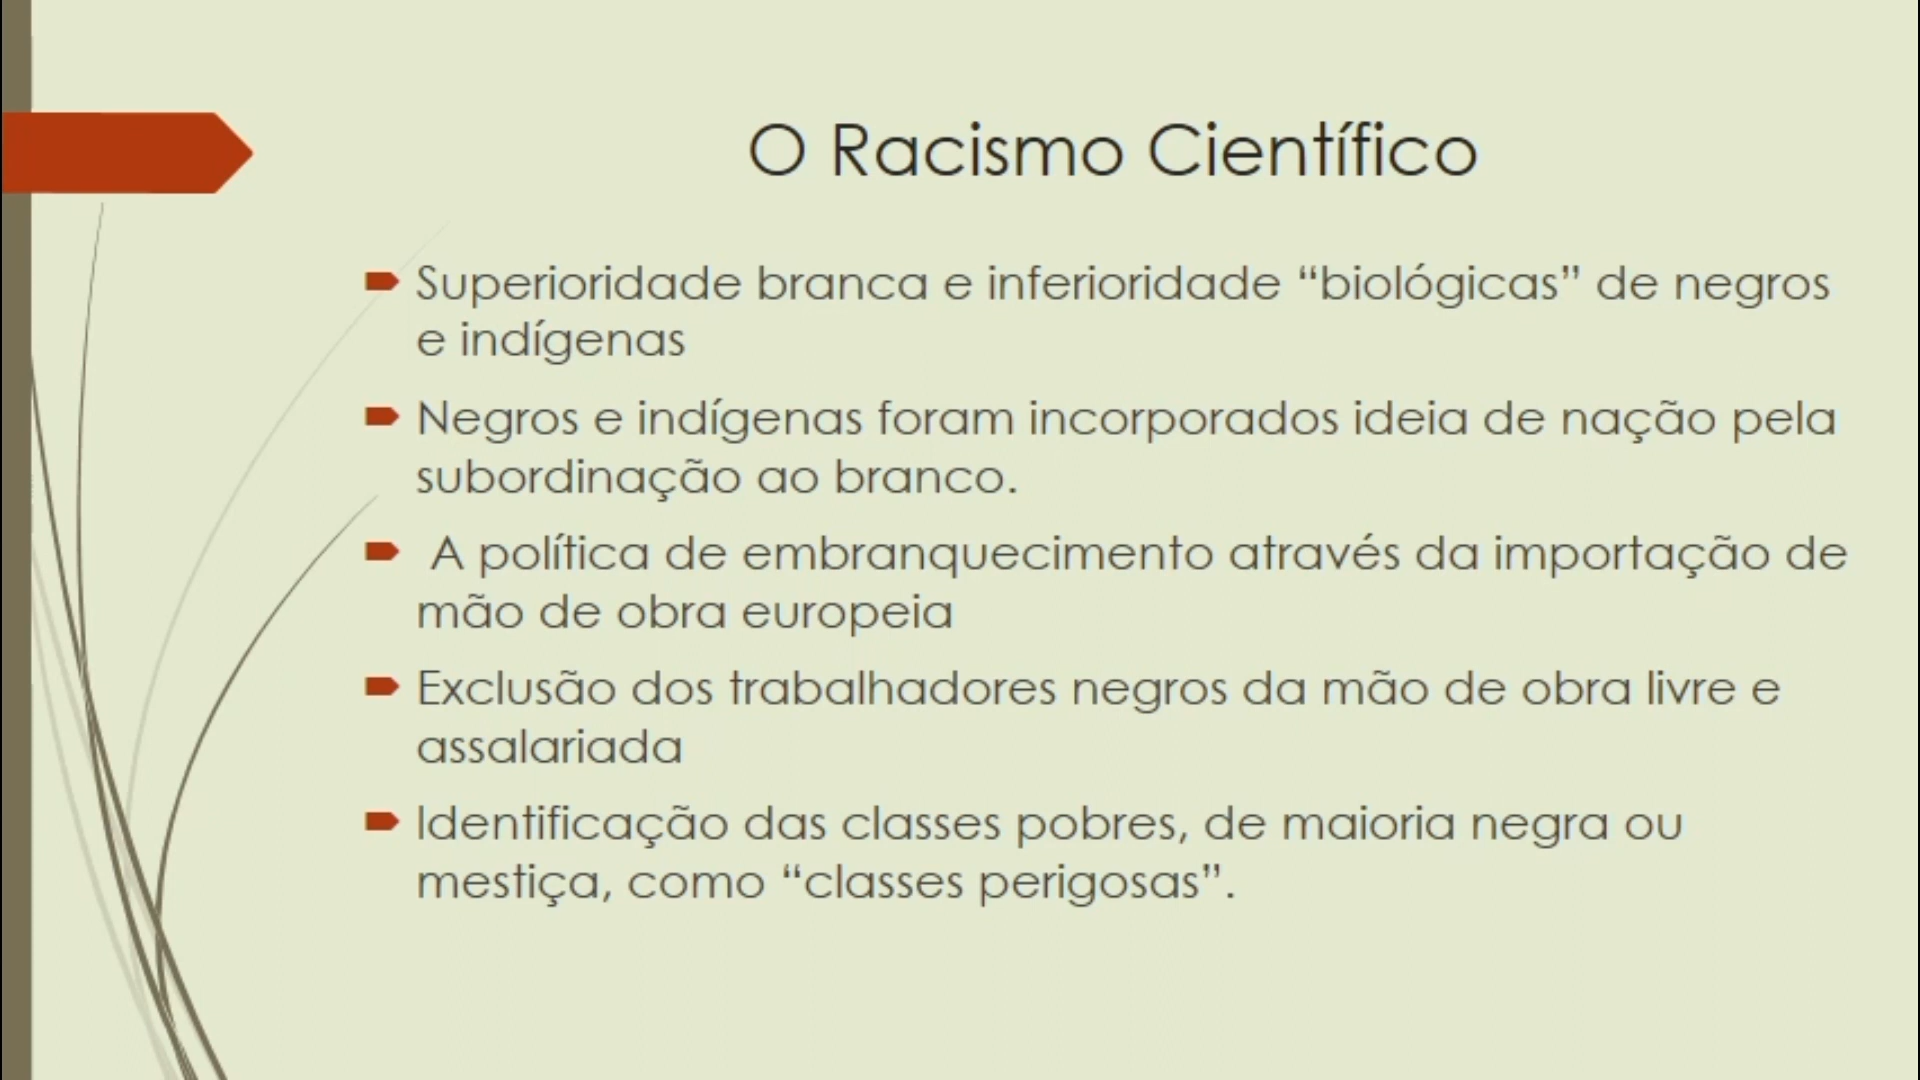 O Racismo Científico
Superioridade branca e inferioridade “biológicas” de negros
e indígenas
Negros e indígenas foram incorporados ideia de nação pela
subordinação ao branco.
A política de embranquecimento através da importação de
mão de obra europeia
Exclusão dos trabalhadores negros da mão de obra livre e
assalariada
Identificação das classes pobres, de maioria negra ou
mestiça, como “classes perigosas”.